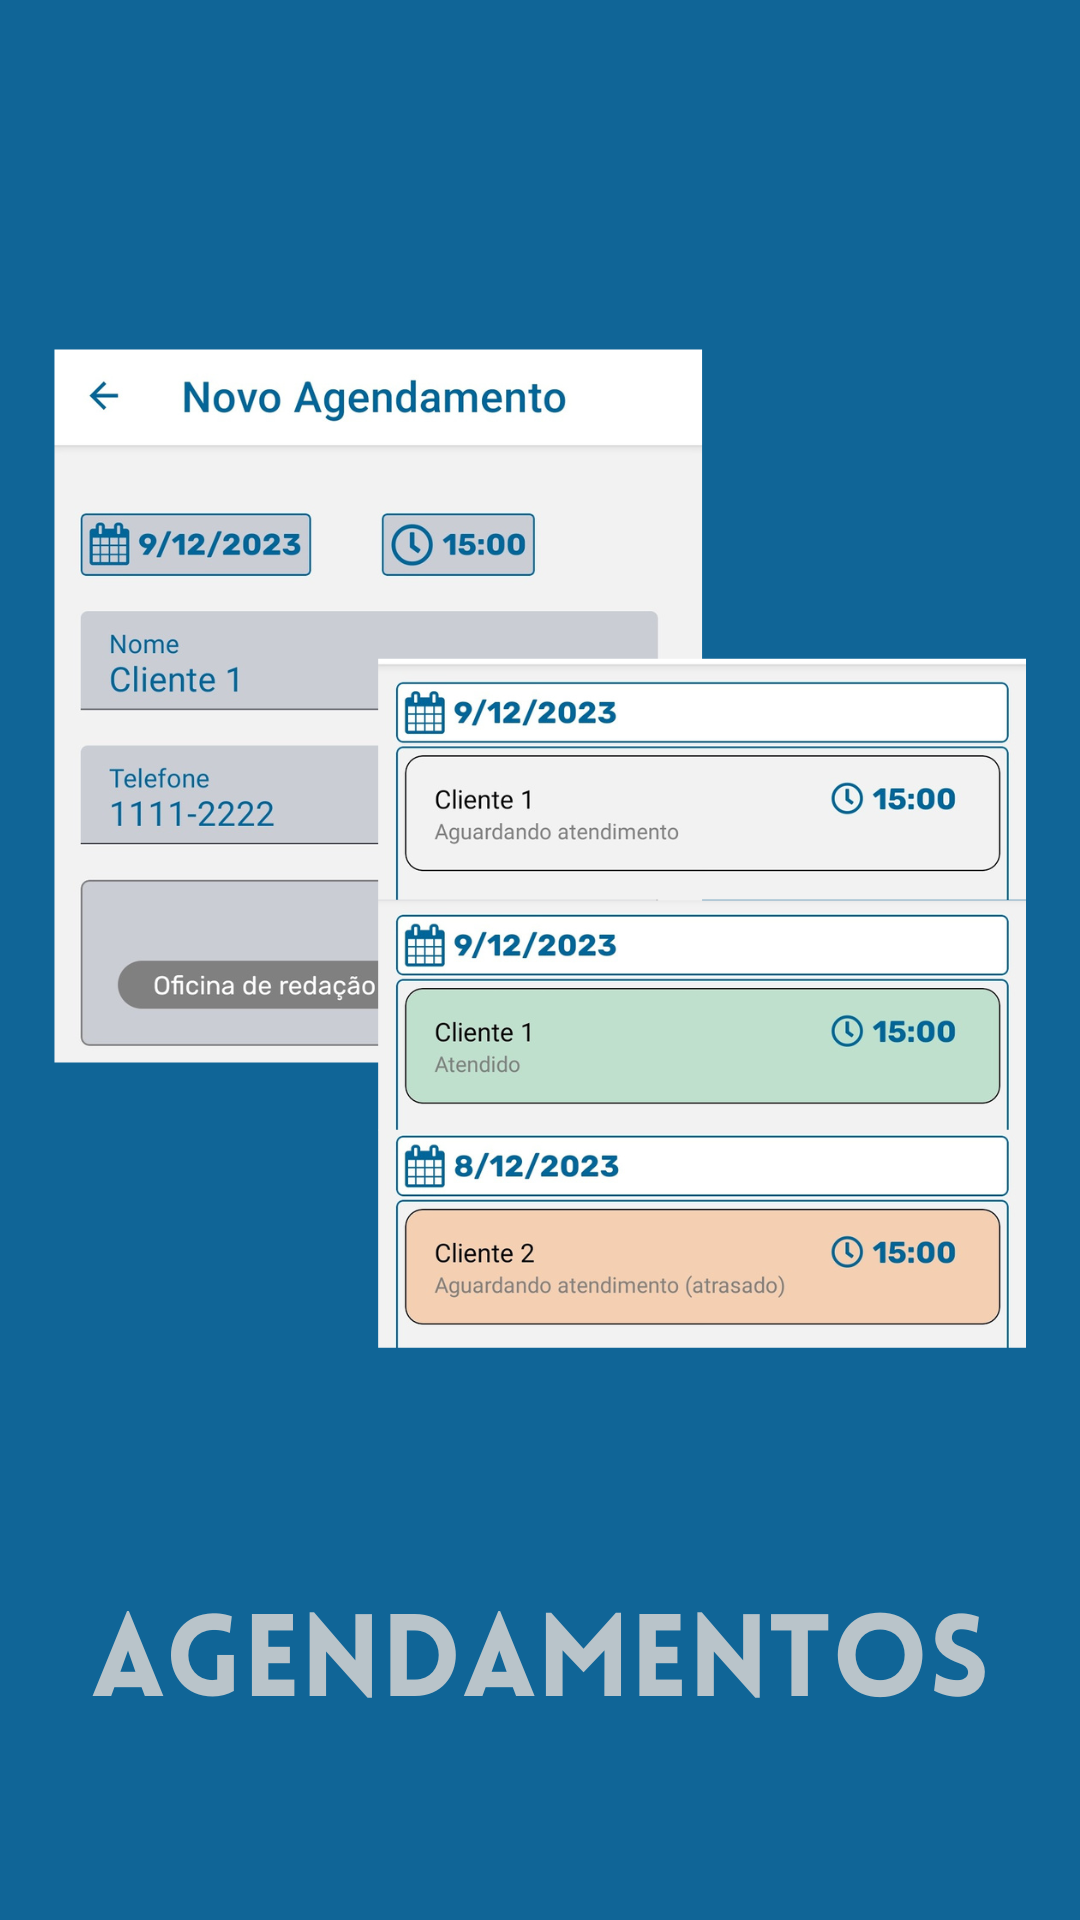 Novo Agendamento
9/12/2023
15:00
Nome
Cliente 1
Telefone
1111-2222
Oficina de redação
9/12/2023
Cliente 1
15:00
Aguardando atendimento
9/12/2023
Cliente 1
15:00
Atendido
8/12/2023
Cliente 2
15:00
Aguardando atendimento (atrasado)
AGENDAMENTOS